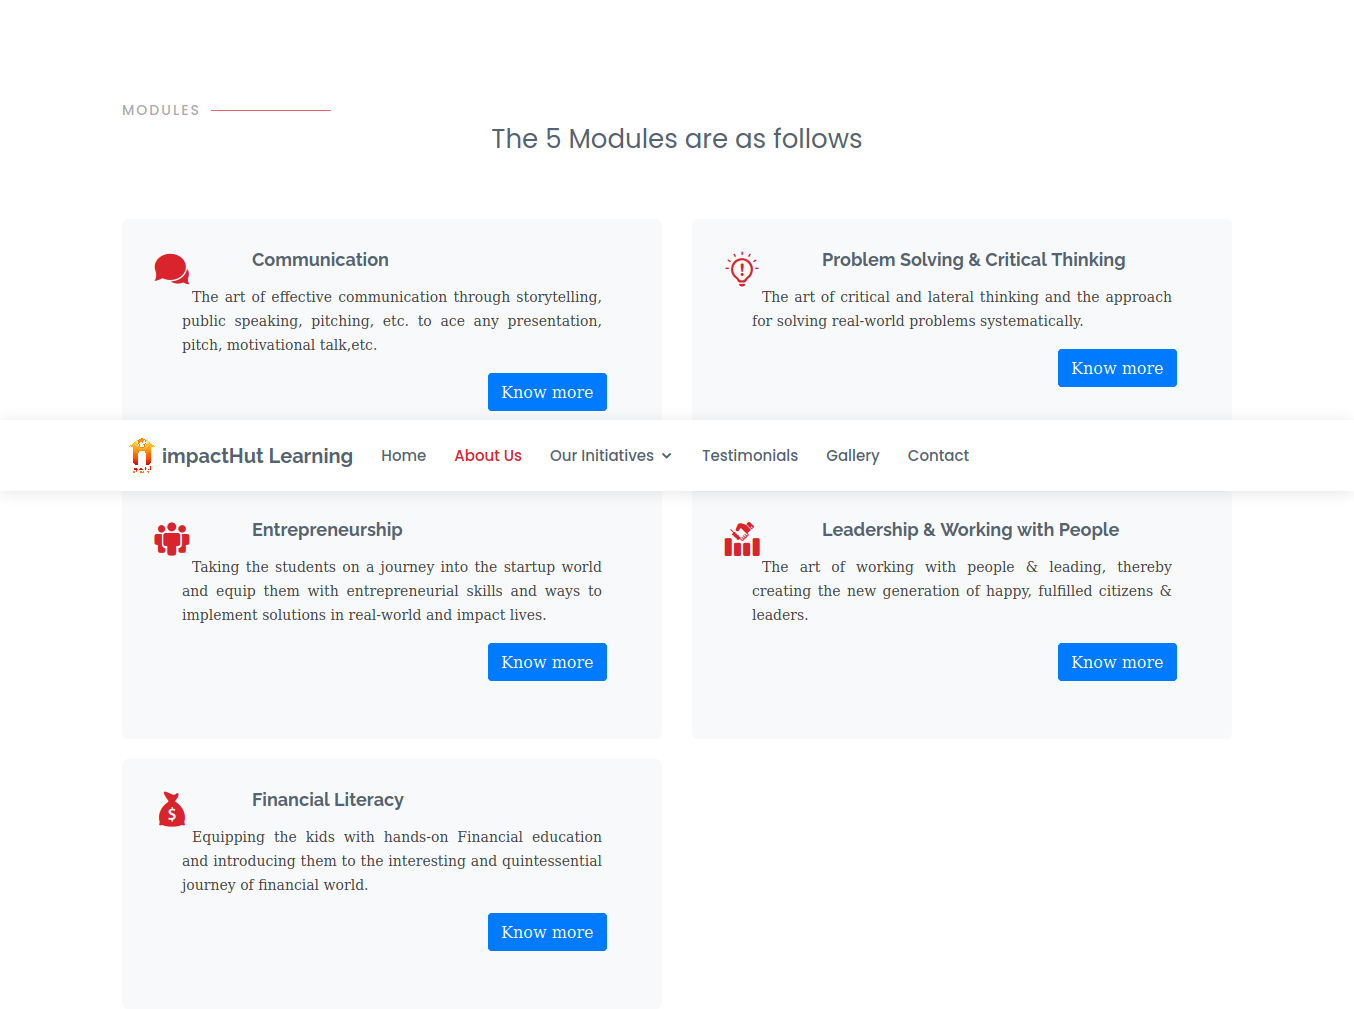 MODULES
The 5 Modules are as follows
Communication
The art of effective communication through storytelling,
public speaking, pitching, etc. to ace any presentation,
pitch, motivational talk,etc.
Know more
Problem Solving & Critical Thinking
The art of critical and lateral thinking and the approach
for solving real-world problems systematically.
Know more
impactHut Learning Home About Us Our Initiatives Testimonials Gallery Contact
Entrepreneurship
Taking the students on a journey into the startup world
and equip them with entrepreneurial skills and ways to
implement solutions in real-world and impact lives.
Know more
Leadership & Working with People
The art of working with people & leading, thereby
creating the new generation of happy, fulfilled citizens &
leaders.
Know more
Financial Literacy
Equipping the kids with hands-on Financial education
and introducing them to the interesting and quintessential
journey of financial world.
Know more